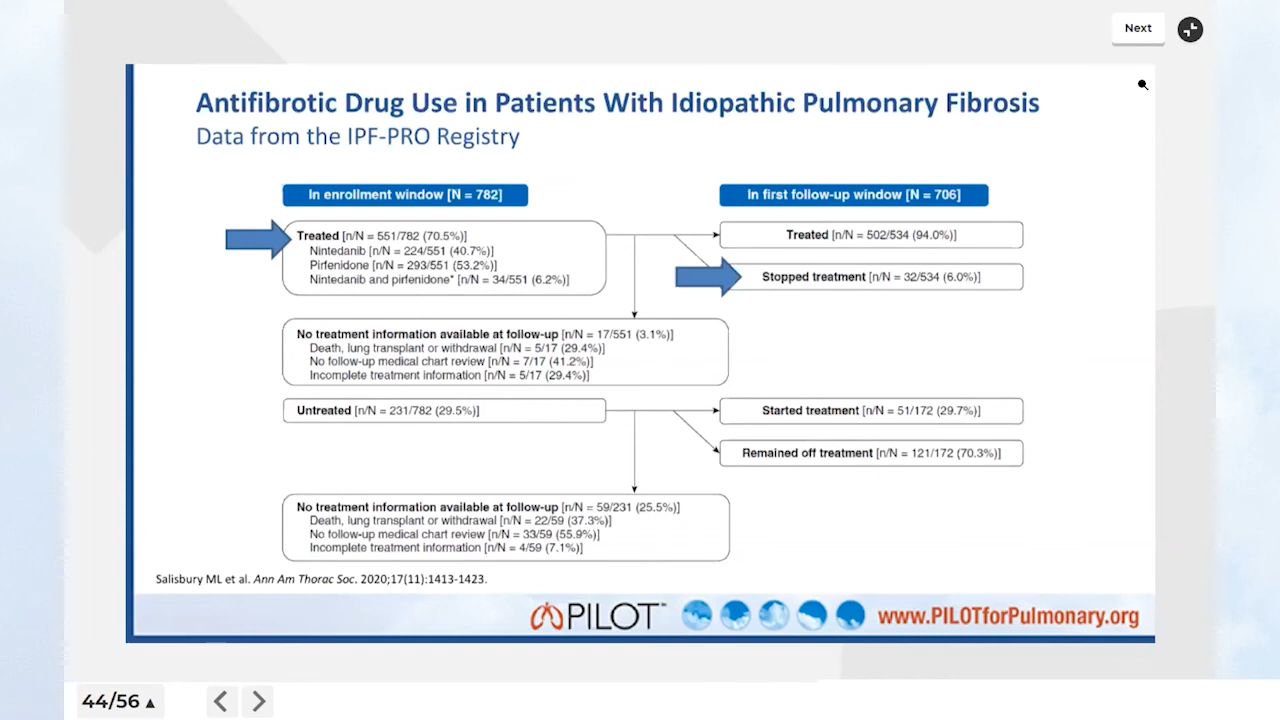 Next
Antifibrotic Drug Use in Patients With Idiopathic Pulmonary Fibrosis
Data from the IPF-PRO Registry
In enrollment window [N = 782]
In first follow-up window [N = 706]
Treated [n/N = 551/782 (70.5%)]
Nintedanib [n/N = 224/551 (40.7%)]
Pirfenidone [n/N = 293/551 (53.2%)]
Nintedanib and pirfenidone* [n/N = 34/551 (6.2%)]
Treated [n/N = 502/534 (94.0%)]
Stopped treatment [n/N = 32/534 (6.0%)]
No treatment information available at follow-up [n/N = 17/551 (3.1%)]
Death, lung transplant or withdrawal [n/N = 5/17 (29.4%)]
No follow-up medical chart review [n/N = 7/17 (41.2%)]
Incomplete treatment information [n/N = 5/17 (29.4%)]
Untreated [n/N = 231/782 (29.5%)]
Started treatment [n/N = 51/172 (29.7%)]
Remained off treatment [n/N = 121/172 (70.3%)]
No treatment information available at follow-up [n/N = 59/231 (25.5%)]
Death, lung transplant or withdrawal [n/N = 22/59 (37.3%)]
No follow-up medical chart review [n/N = 33/59 (55.9%)]
Incomplete treatment information [n/N = 4/59 (7.1%)]
Salisbury ML et al. Ann Am Thorac Soc. 2020;17(11):1413-1423.
PILOT™
www.PILOTforPulmonary.org
44/56 ▲